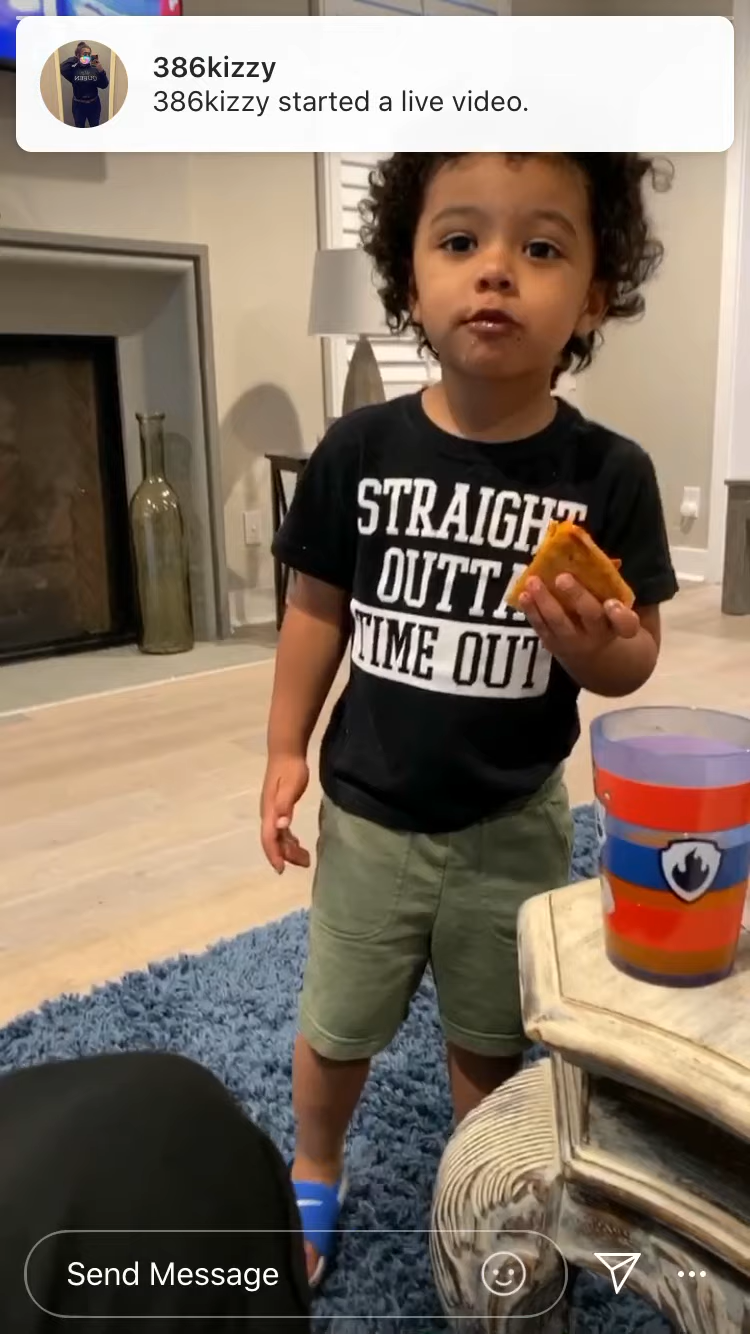 386kizzy
386kizzy started a live video.
STRAIGHT
OUTTA
TIME OUT
Send Message